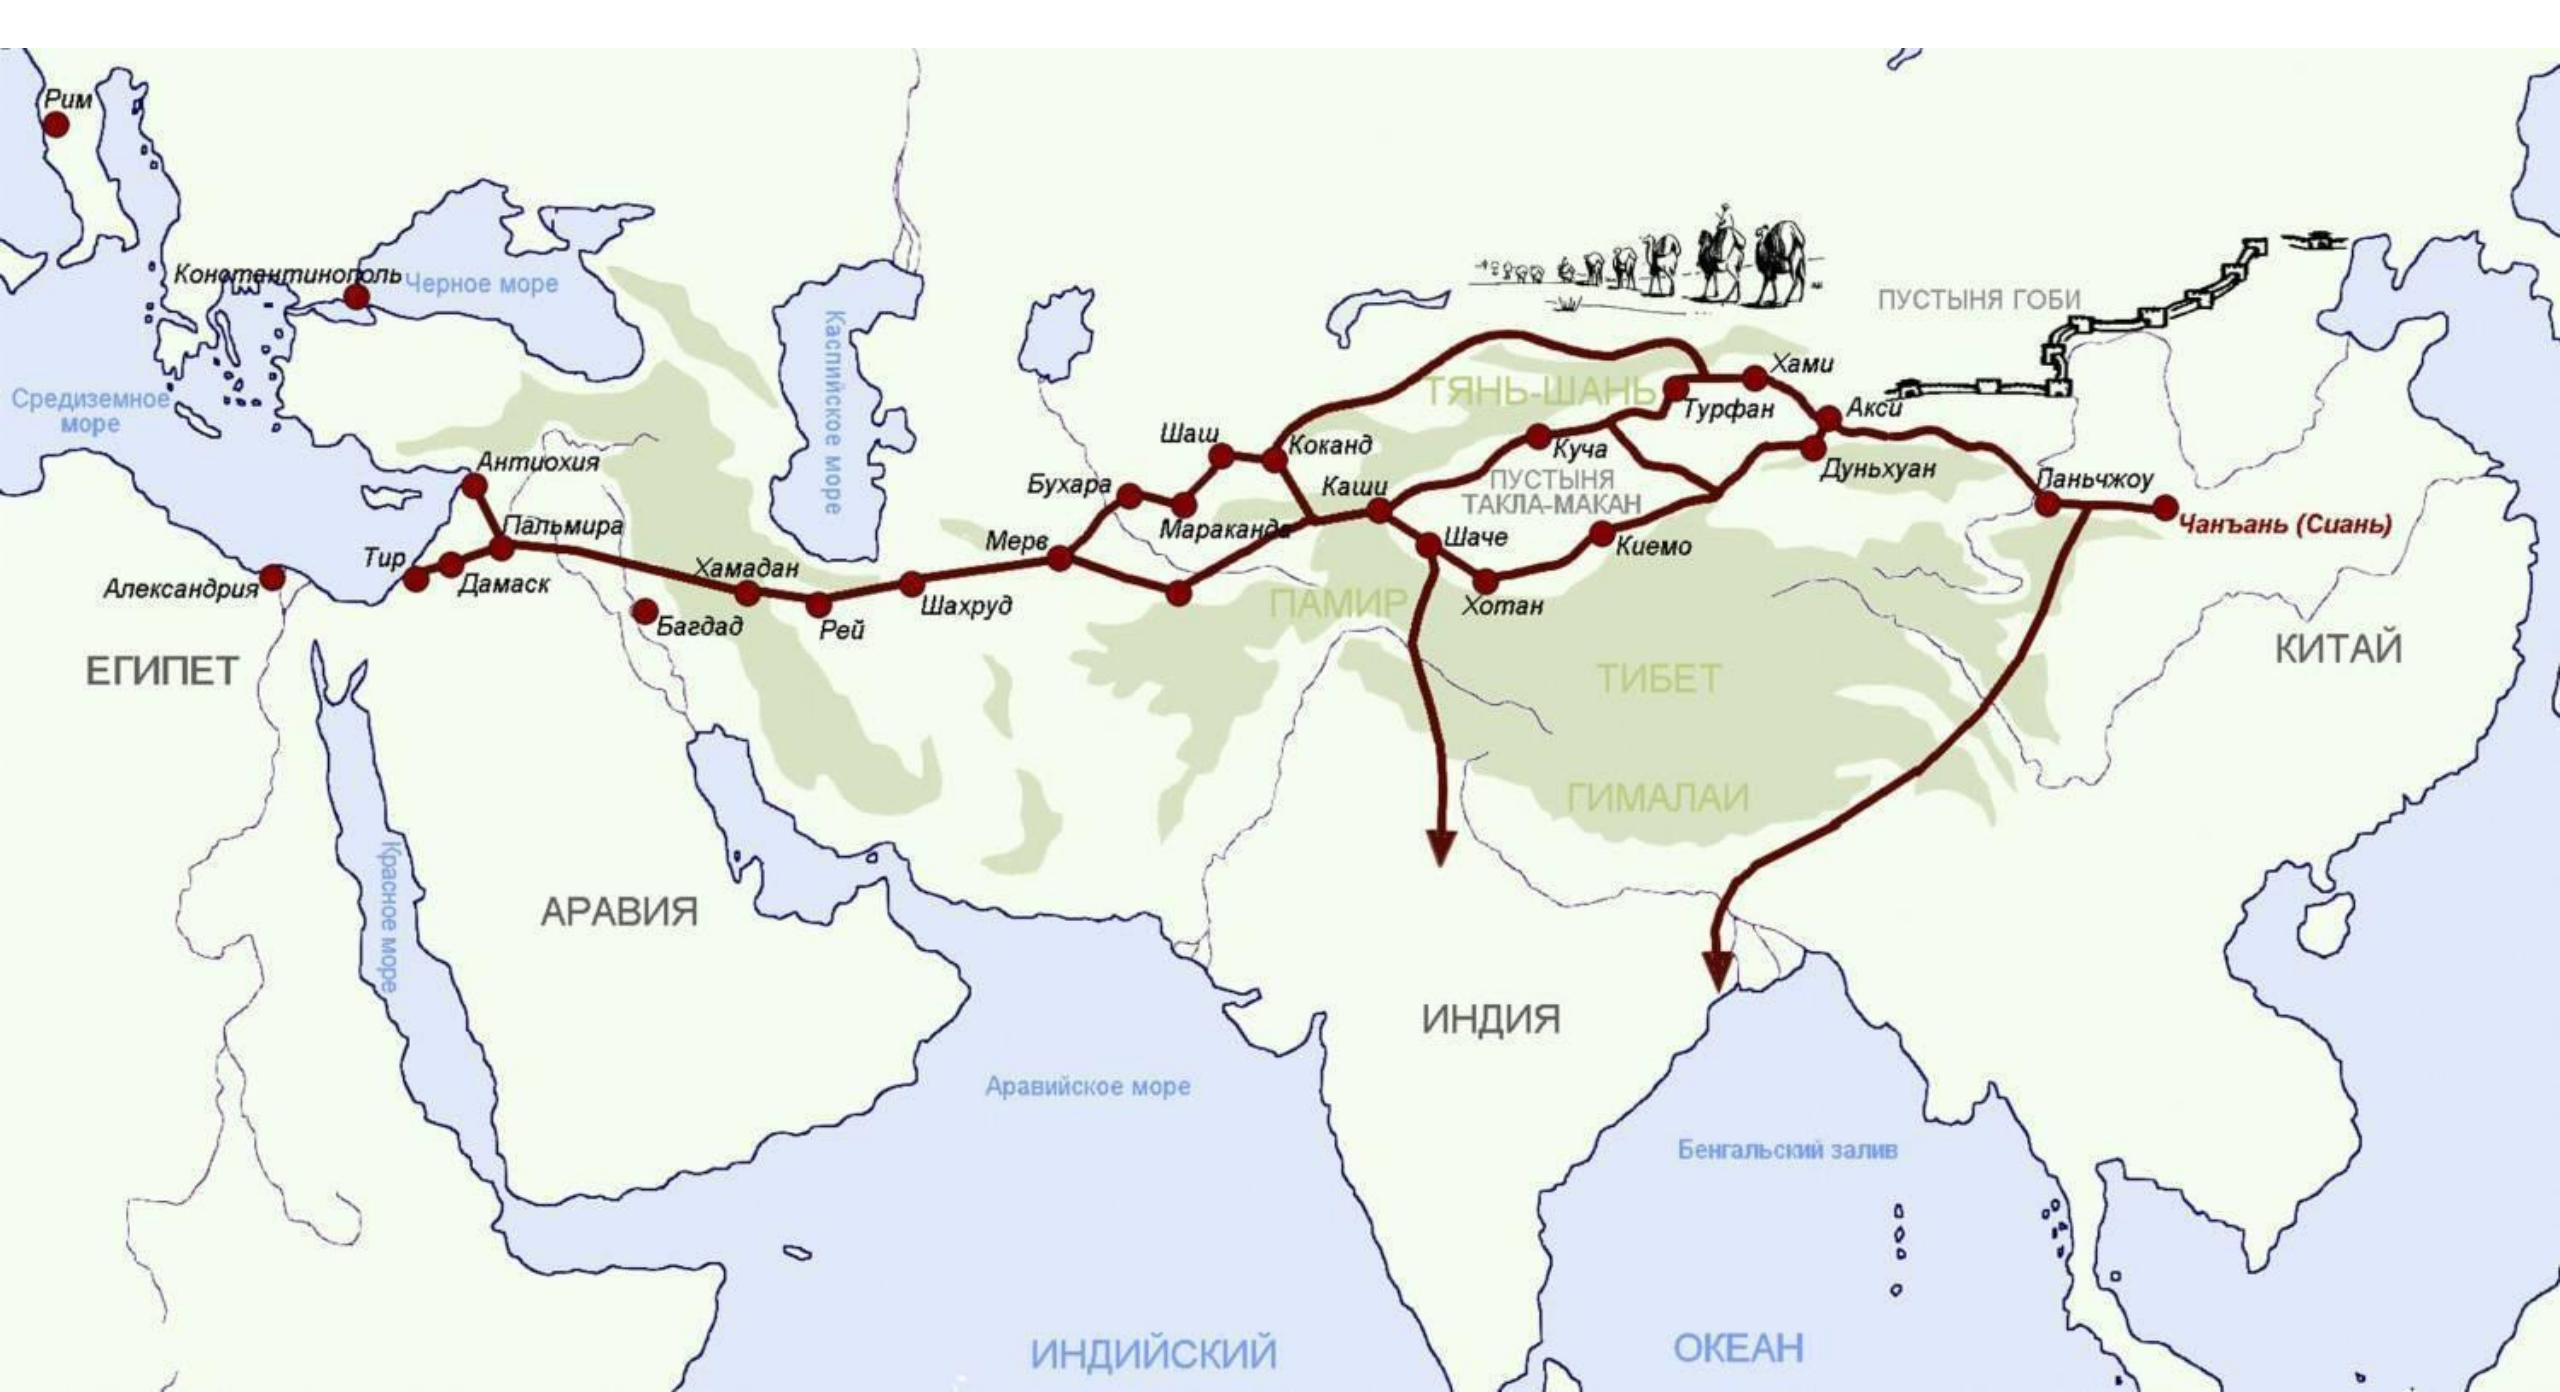 Рим
Константинополь
Черное море
Каспийское море
ПУСТЫНЯ ГОБИ
Средиземное
море
Хами
ТЯНЬ-ШАНЬ
Турфан
Акси
Шаш
Коканд
Куча
Антиохия
Дуньхуан
Бухара
Каши
ПУСТЫНЯ
ТАКЛА-МАКАН
Ланьчжоу
Чанъань (Сиань)
Пальмира
Мараканда
Мерв
Шаче
Киемо
Тир
Хамадан
Александрия
Дамаск
Шахруд
Хотан
ПАМИР
Багдад
Рей
ЕГИПЕТ
ТИБЕТ
КИТАЙ
ГИМАЛАИ
Красное море
АРАВИЯ
ИНДИЯ
Аравийское море
Бенгальский залив
ИНДИЙСКИЙ
ОКЕАН